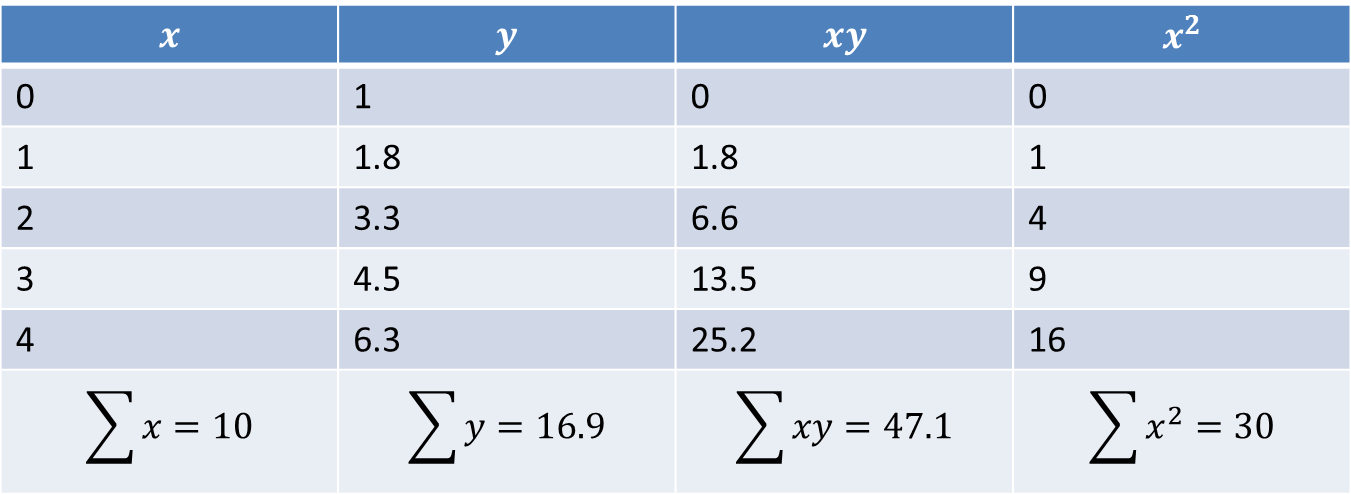 x y xy x²
0 1 0 0
1 1.8 1.8 1
2 3.3 6.6 4
3 4.5 13.5 9
4 6.3 25.2 16
∑ x = 10 ∑ y = 16.9 ∑ xy = 47.1 ∑ x² = 30